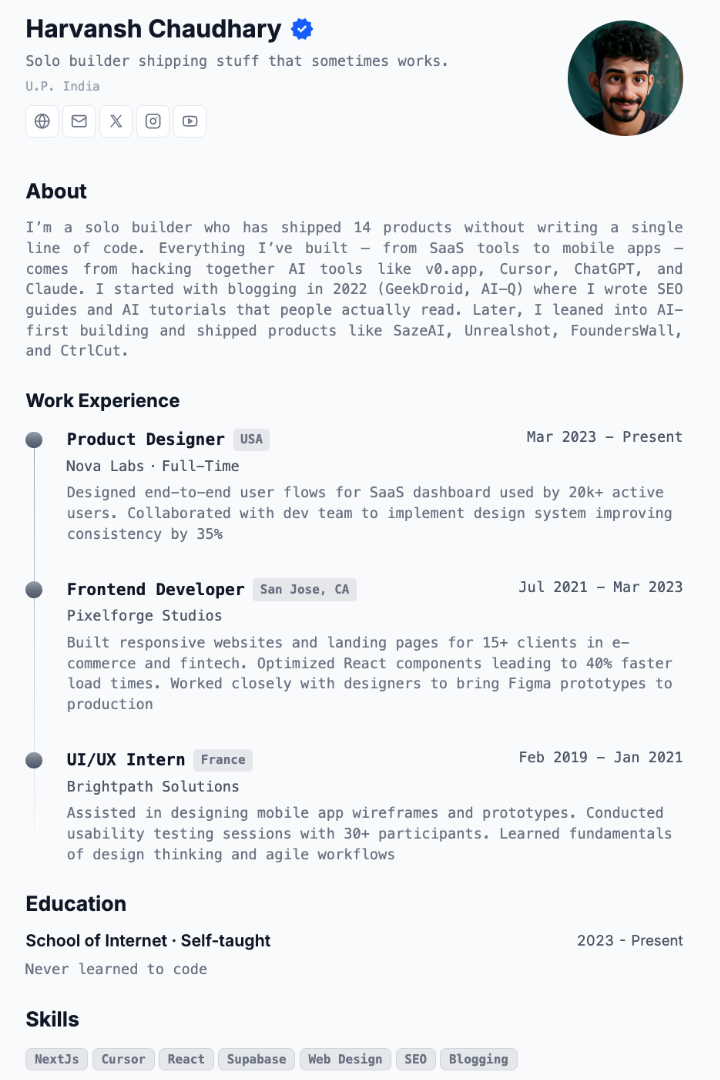 Harvansh Chaudhary
Solo builder shipping stuff that sometimes works.
U.P. India
About
I'm a solo builder who has shipped 14 products without writing a single
line of code. Everything I've built — from SaaS tools to mobile apps —
comes from hacking together AI tools like v0.app, Cursor, ChatGPT, and
Claude. I started with blogging in 2022 (GeekDroid, AI-Q) where I wrote SEO
guides and AI tutorials that people actually read. Later, I leaned into AI-
first building and shipped products like SazeAI, Unrealshot, FoundersWall,
and CtrlCut.
Work Experience
Product Designer USA Mar 2023 – Present
Nova Labs · Full-Time
Designed end-to-end user flows for SaaS dashboard used by 20k+ active
users. Collaborated with dev team to implement design system improving
consistency by 35%
Frontend Developer San Jose, CA Jul 2021 – Mar 2023
Pixelforge Studios
Built responsive websites and landing pages for 15+ clients in e-
commerce and fintech. Optimized React components leading to 40% faster
load times. Worked closely with designers to bring Figma prototypes to
production
UI/UX Intern France Feb 2019 – Jan 2021
Brightpath Solutions
Assisted in designing mobile app wireframes and prototypes. Conducted
usability testing sessions with 30+ participants. Learned fundamentals
of design thinking and agile workflows
Education
School of Internet · Self-taught 2023 - Present
Never learned to code
Skills
NextJs Cursor React Supabase Web Design SEO Blogging